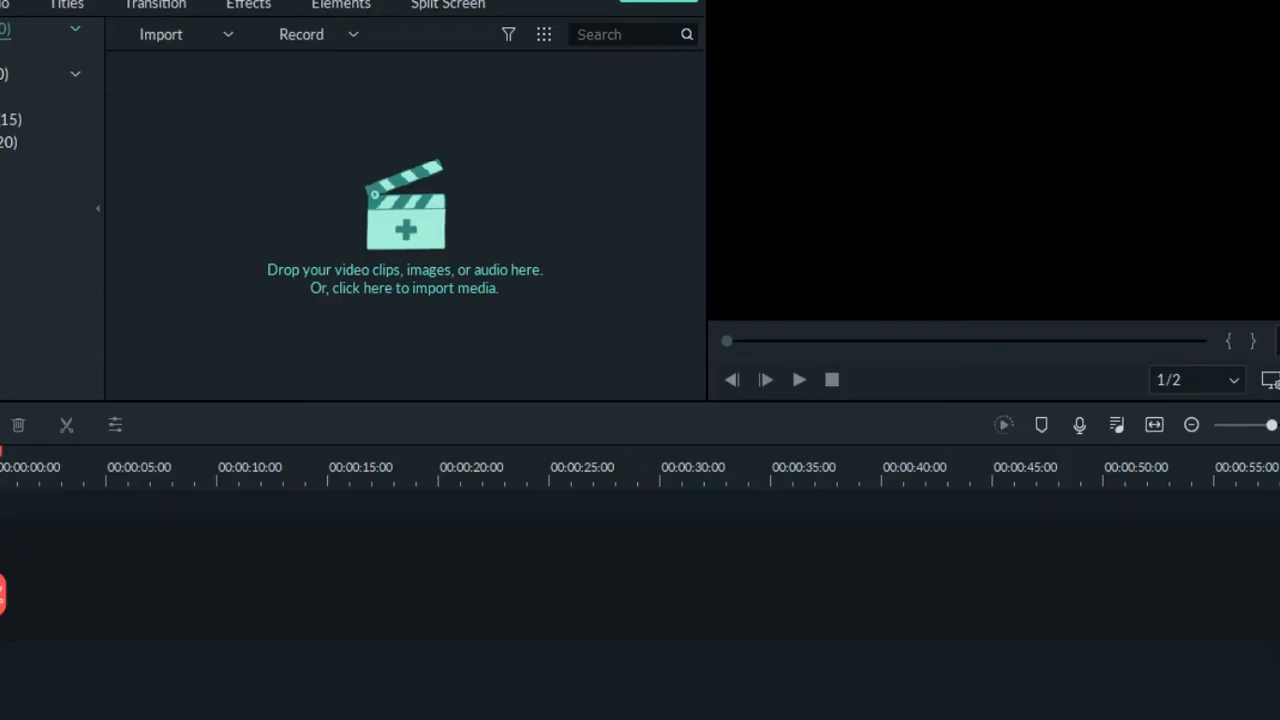 Titles Transition Effects Elements Split Screen
0)
Import Record Search
0)
15)
20)
Drop your video clips, images, or audio here.
Or, click here to import media.
{ }
1/2
00:00:00:00 00:00:05:00 00:00:10:00 00:00:15:00 00:00:20:00 00:00:25:00 00:00:30:00 00:00:35:00 00:00:40:00 00:00:45:00 00:00:50:00 00:00:55:00